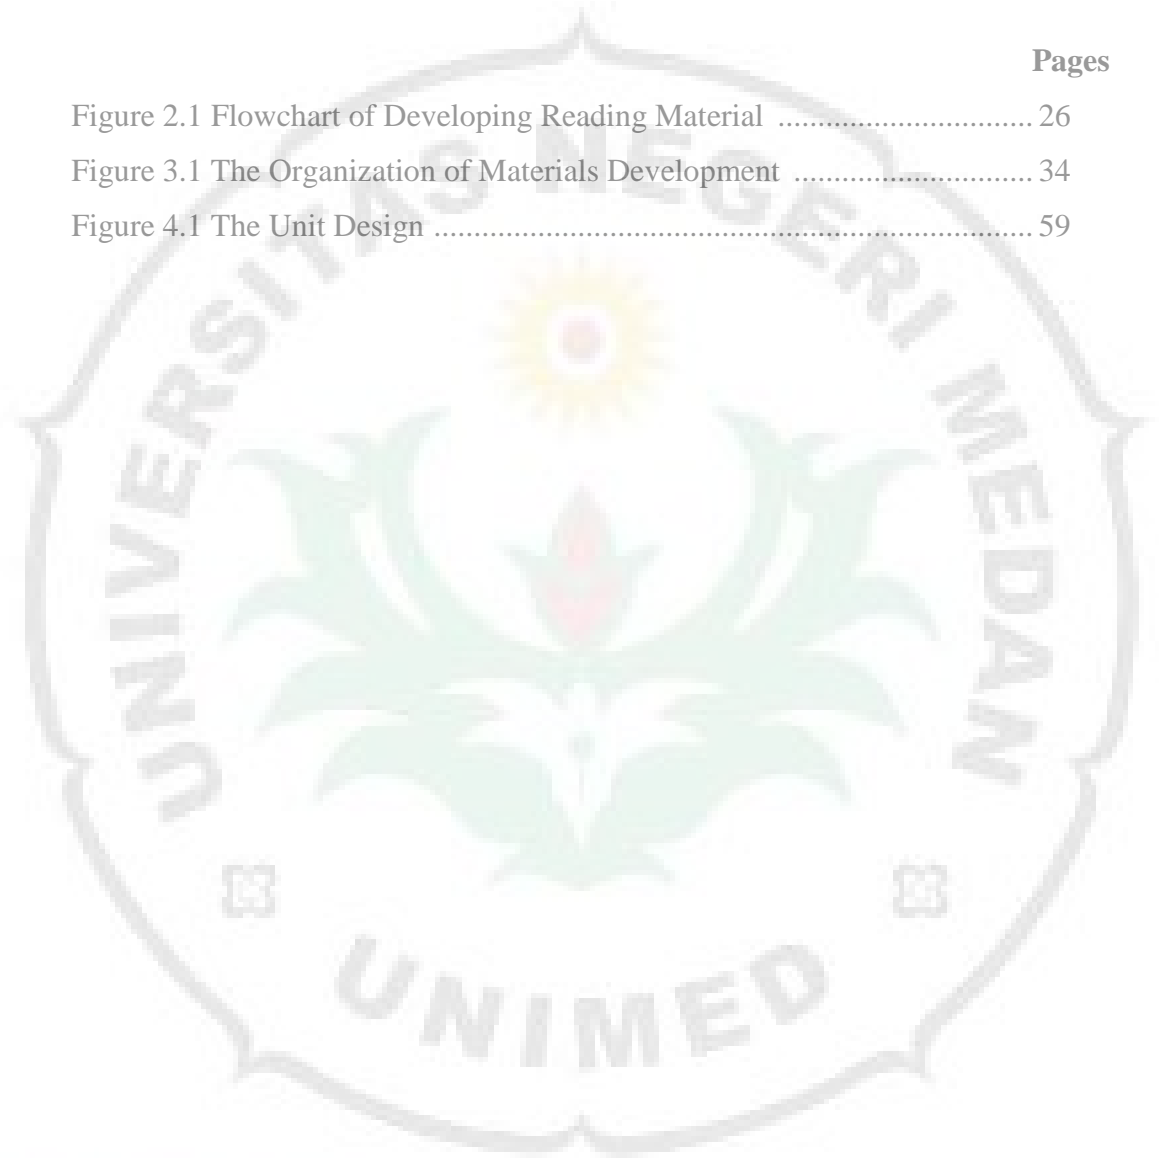 Pages
Figure 2.1 Flowchart of Developing Reading Material ................................ 26
Figure 3.1 The Organization of Materials Development .............................. 34
Figure 4.1 The Unit Design ........................................................................... 59
UNIVERSITAS NEGERI MEDAN
UNIMED